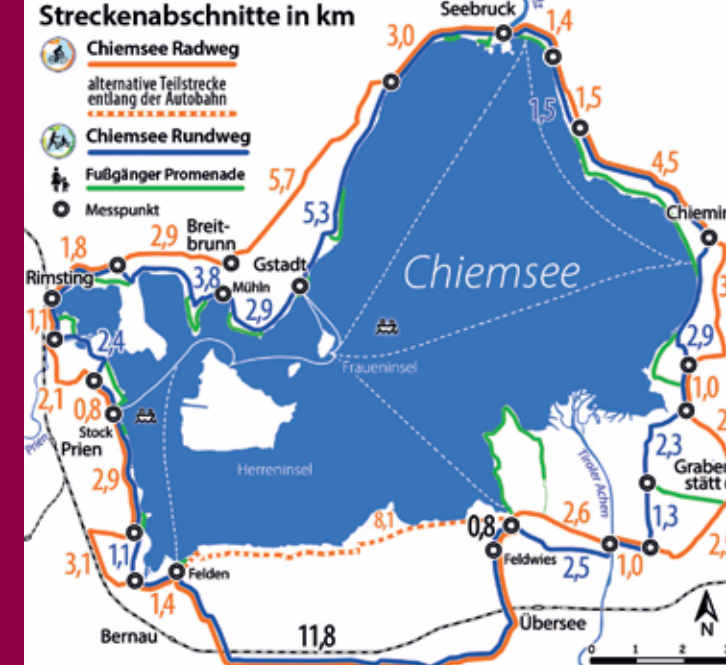 Streckenabschnitte in km
Chiemsee Radweg
alternative Teilstrecke
entlang der Autobahn
Chiemsee Rundweg
Fußgänger Promenade
Messpunkt
Seebruck
1,4
3,0
1,5
1,5
4,5
5,7
5,3
Breit-
brunn
2,9
1,8
Gstadt
3,8
Mühln
2,9
Rimsting
1,1
2,4
2,1
0,8
Stock
Prien
Prien
2,9
Chiemsee
Fraueninsel
Herreninsel
2,9
1,0
2,3
Tiroler Achen
1,3
2,6
0,8
8,1
Feldwies
2,5
1,0
3,1
1,1
Felden
1,4
Bernau
11,8
Übersee
N
0
1
2